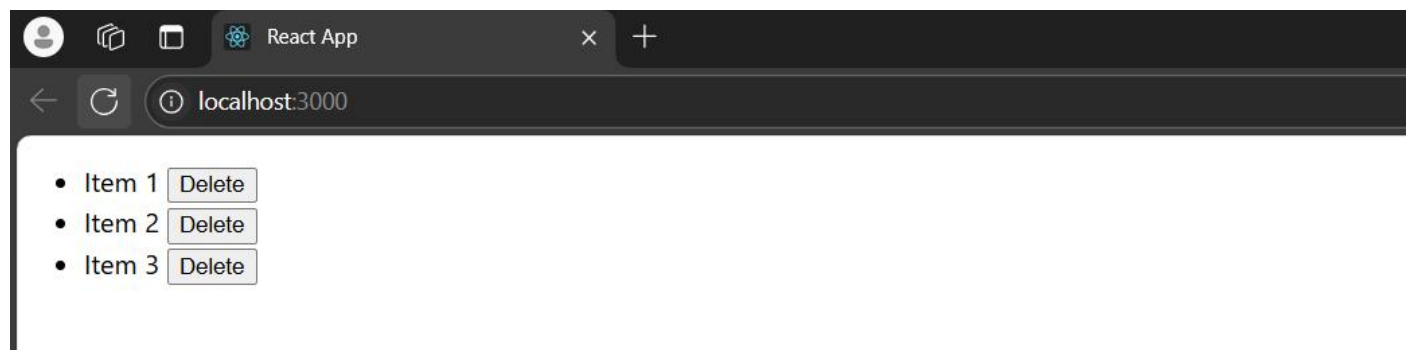 React App
localhost:3000
Item 1 Delete
Item 2 Delete
Item 3 Delete